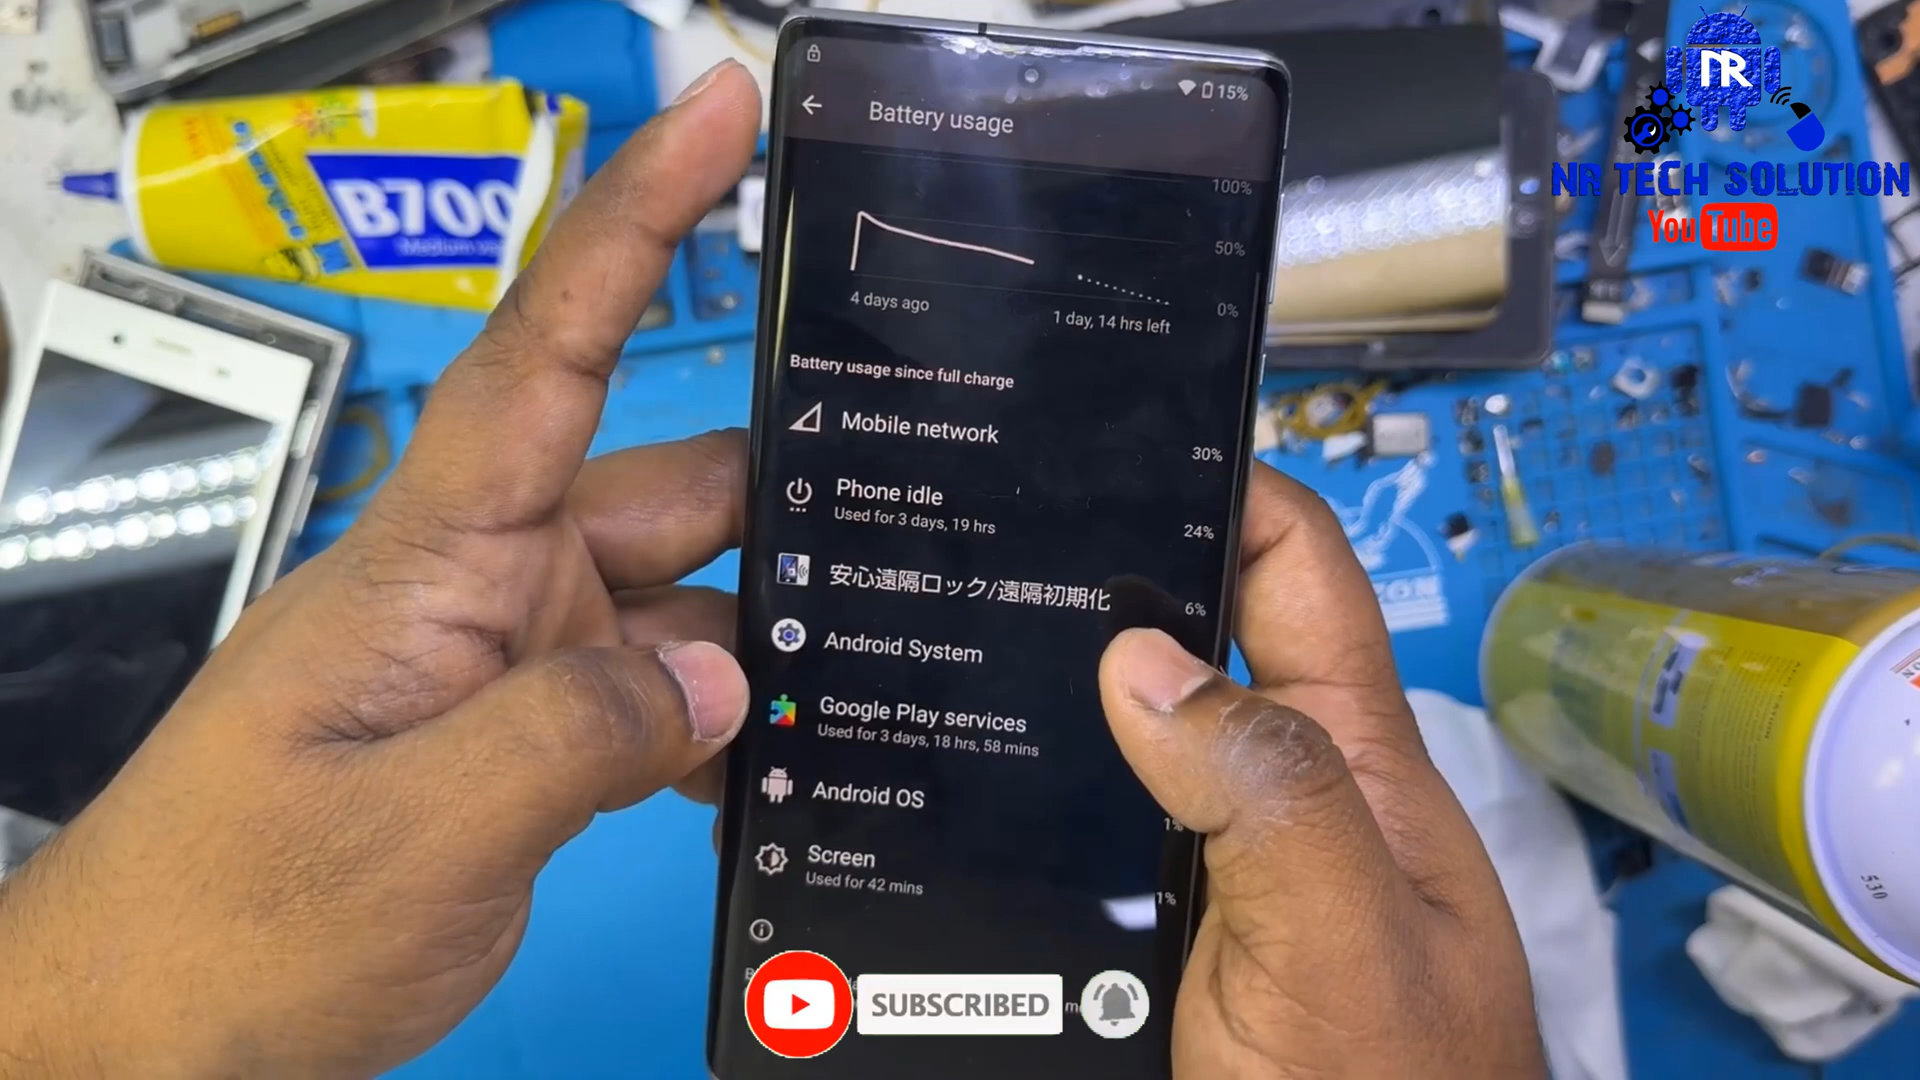 15%
Battery usage
100%
50%
0%
4 days ago
1 day, 14 hrs left
Battery usage since full charge
Mobile network
30%
Phone idle
Used for 3 days, 19 hrs
24%
安心遠隔ロック/遠隔初期化
6%
Android System
Google Play services
Used for 3 days, 18 hrs, 58 mins
Android OS
1%
Screen
Used for 42 mins
1%
SUBSCRIBED
B700
NR
NR TECH SOLUTION
YouTube
530